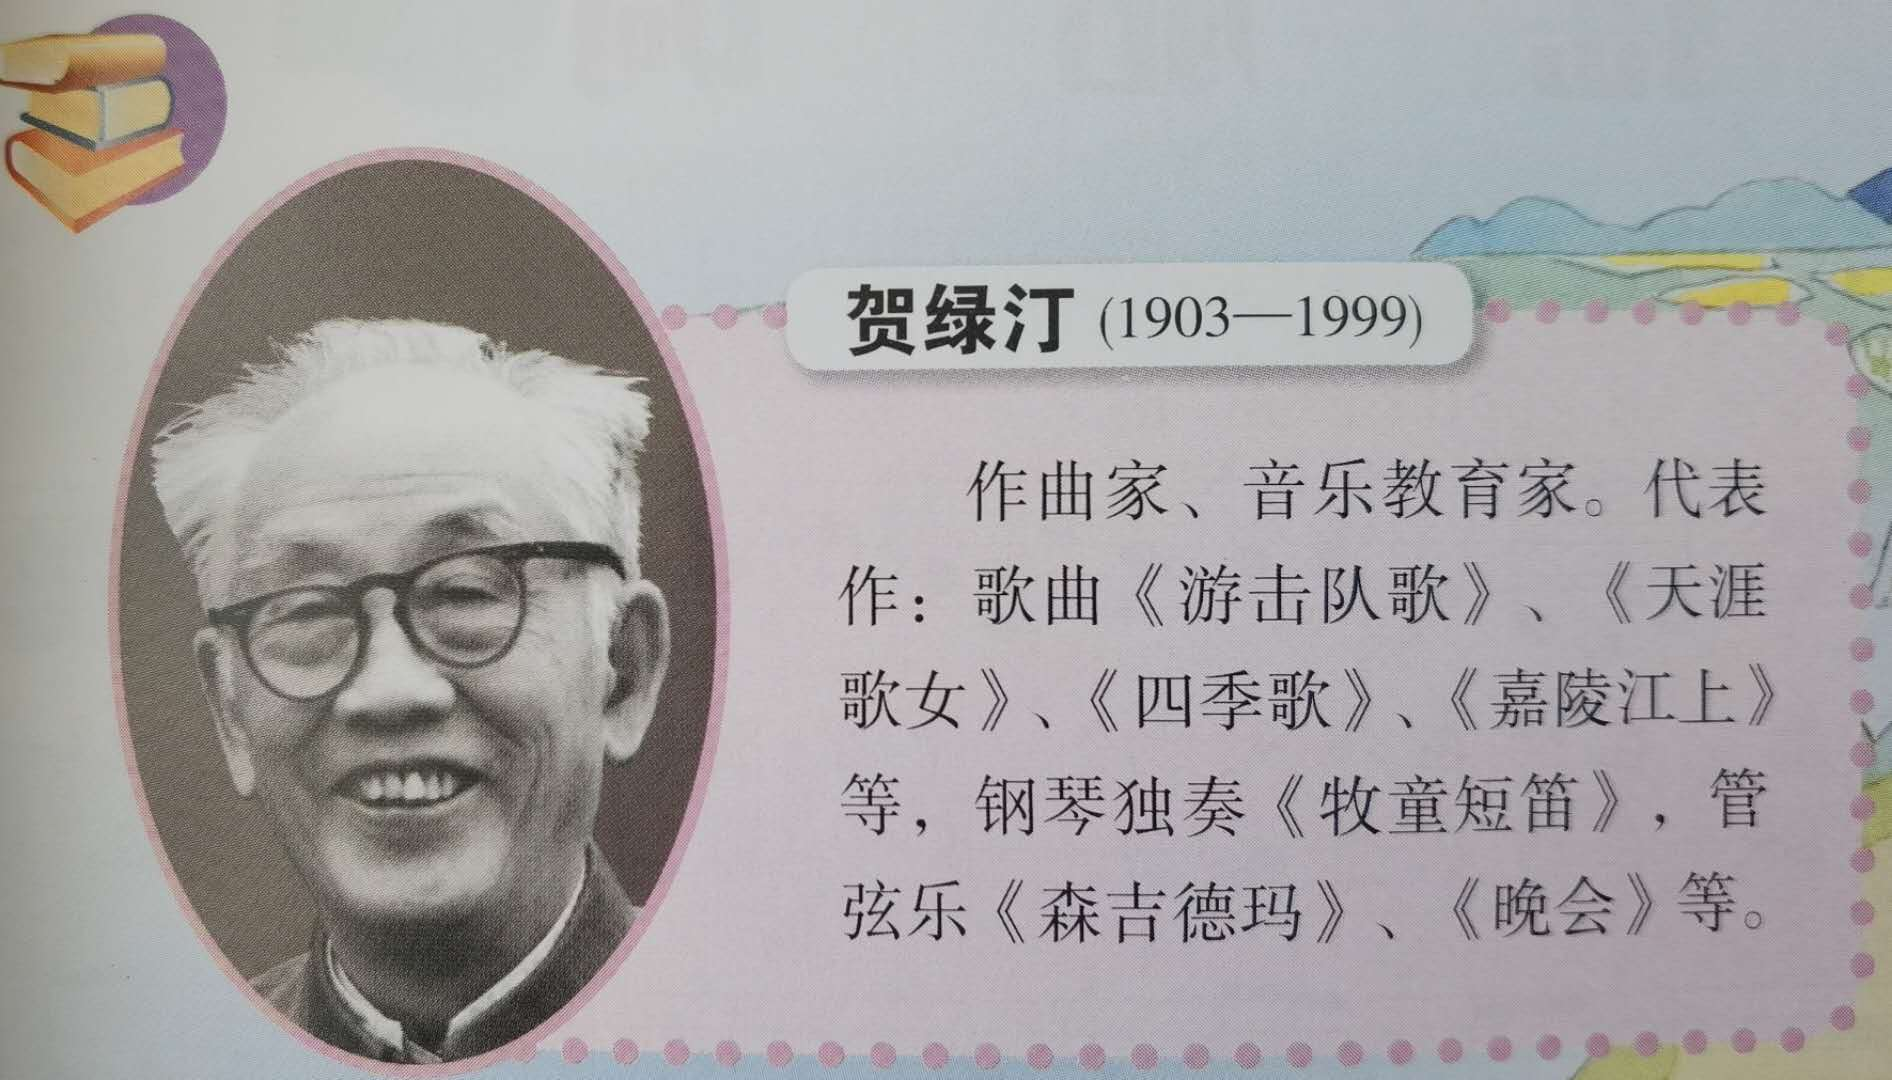 贺绿汀 (1903—1999)
作曲家、音乐教育家。代表
作：歌曲《游击队歌》、《天涯
歌女》、《四季歌》、《嘉陵江上》
等，钢琴独奏《牧童短笛》，管
弦乐《森吉德玛》、《晚会》等。